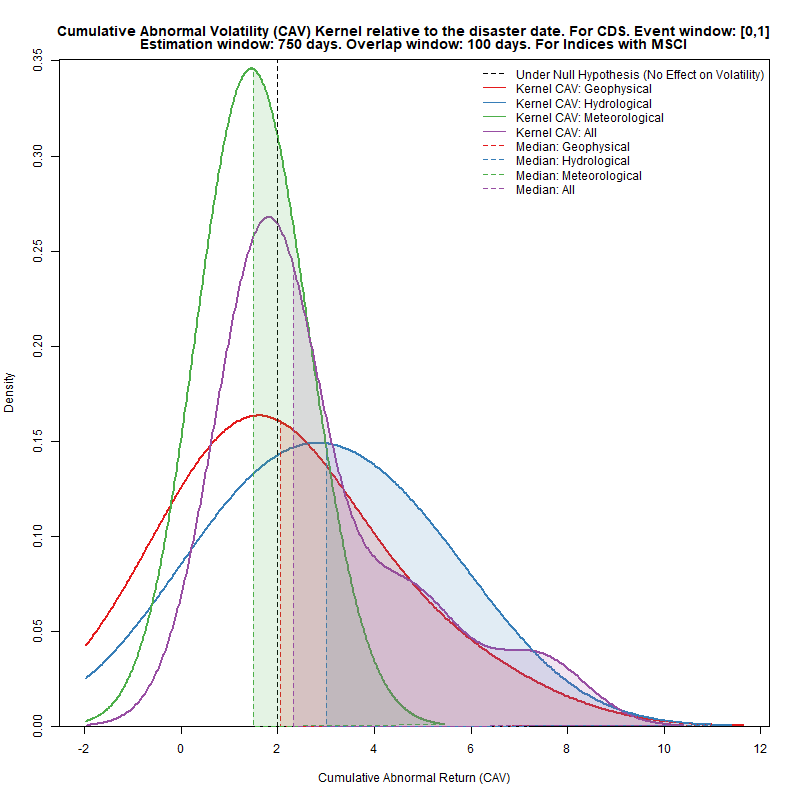 Cumulative Abnormal Volatility (CAV) Kernel relative to the disaster date. For CDS. Event window: [0,1]
Estimation window: 750 days. Overlap window: 100 days. For Indices with MSCI
Under Null Hypothesis (No Effect on Volatility)
Kernel CAV: Geophysical
Kernel CAV: Hydrological
Kernel CAV: Meteorological
Kernel CAV: All
Median: Geophysical
Median: Hydrological
Median: Meteorological
Median: All
0.35
0.30
0.25
0.20
0.15
0.10
0.05
0.00
Density
-2 0 2 4 6 8 10 12
Cumulative Abnormal Return (CAV)